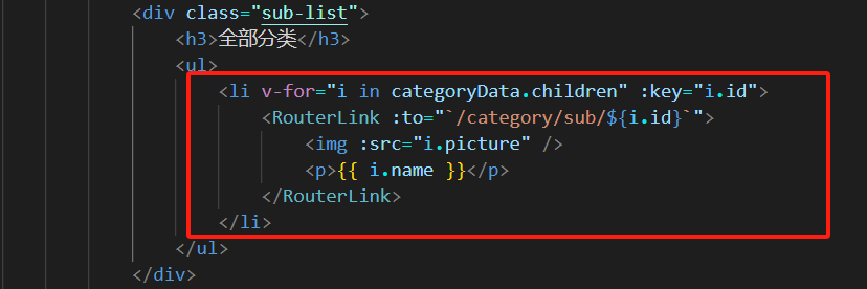 <div class="sub-list">
<h3>全部分类</h3>
<ul>
<li v-for="i in categoryData.children" :key="i.id">
<RouterLink :to="`/category/sub/${i.id}`">
<img :src="i.picture" />
<p>{{ i.name }}</p>
</RouterLink>
</li>
</ul>
</div>